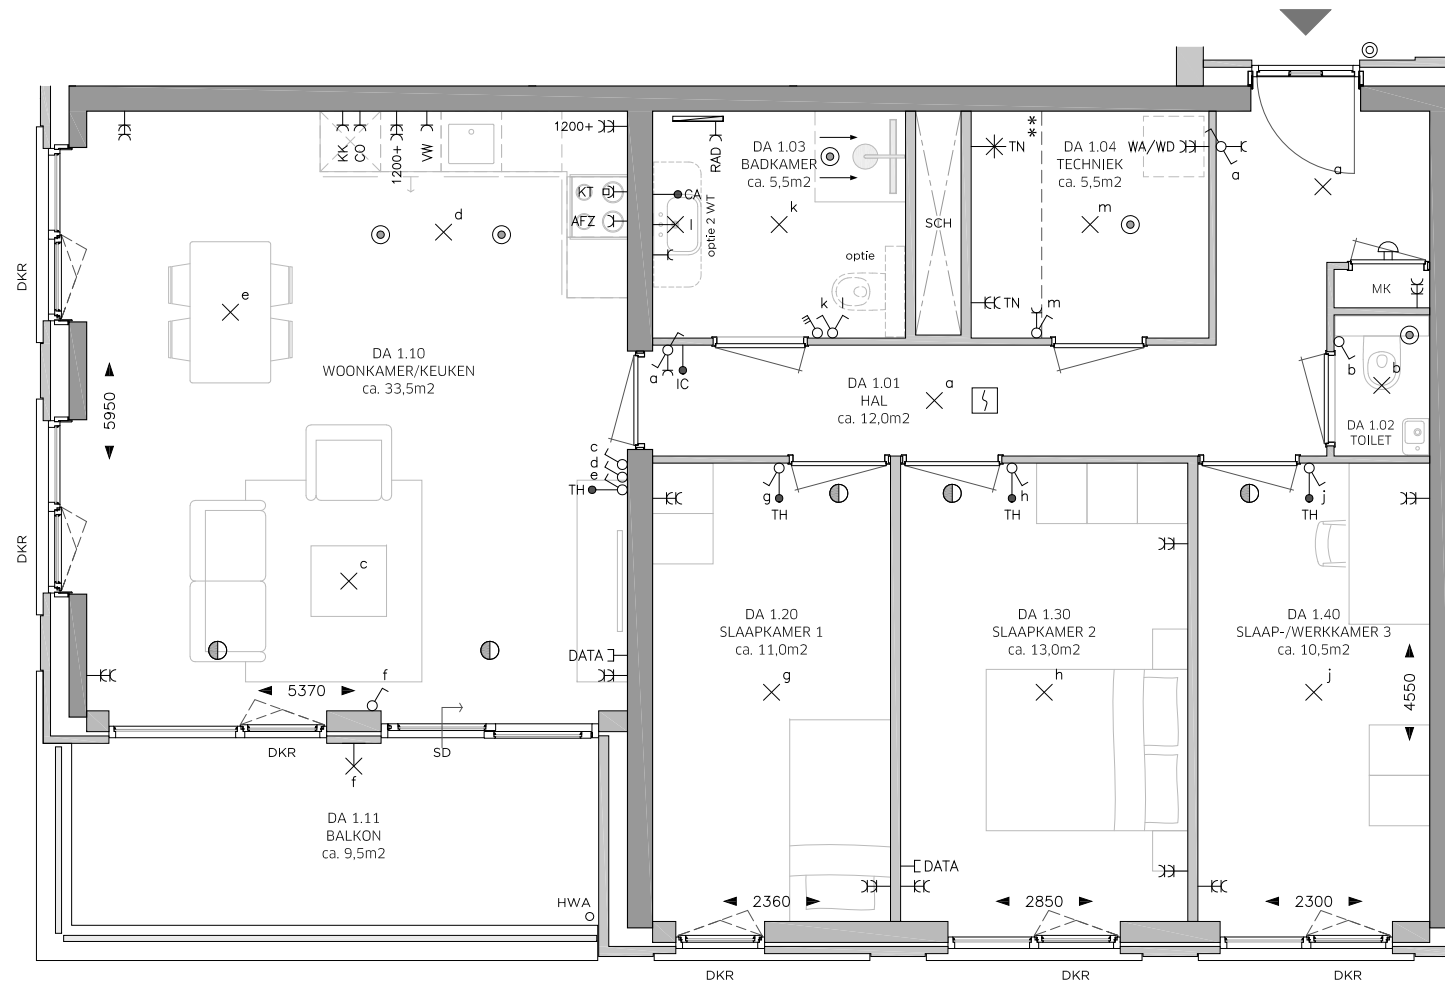 KK
CO
1200+
VW
1200+
KT
AFZ
d
e
DA 1.10
WOONKAMER/KEUKEN
ca. 33,5m2
DKR
5950
DKR
c
d
e
TH
c
DATA
5370
f
DKR
SD
f
DA 1.11
BALKON
ca. 9,5m2
HWA
RAD
DA 1.03
BADKAMER
ca. 5,5m2
CA
l
optie 2 WT
k
optie
k
l
SCH
**
TN
DA 1.04
TECHNIEK
ca. 5,5m2
WA/WD
a
a
m
TN
m
MK
a
IC
DA 1.01
HAL
ca. 12,0m2
a
b
b
DA 1.02
TOILET
g
TH
h
TH
j
TH
DA 1.20
SLAAPKAMER 1
ca. 11,0m2
g
DA 1.30
SLAAPKAMER 2
ca. 13,0m2
h
DA 1.40
SLAAP-/WERKKAMER 3
ca. 10,5m2
j
4550
DATA
2360
2850
2300
DKR
DKR
DKR